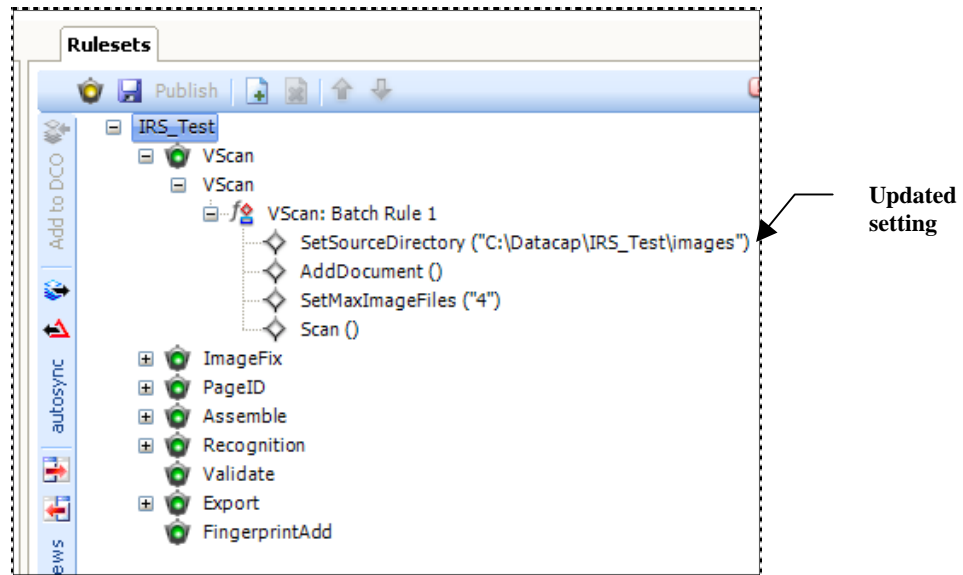 Rulesets
Publish
IRS_Test
VScan
VScan
VScan: Batch Rule 1
SetSourceDirectory ("C:\Datacap\IRS_Test\images")
AddDocument ()
SetMaxImageFiles ("4")
Scan ()
ImageFix
PageID
Assemble
Recognition
Validate
Export
FingerprintAdd
Add to DCO
autosync
Updated
setting